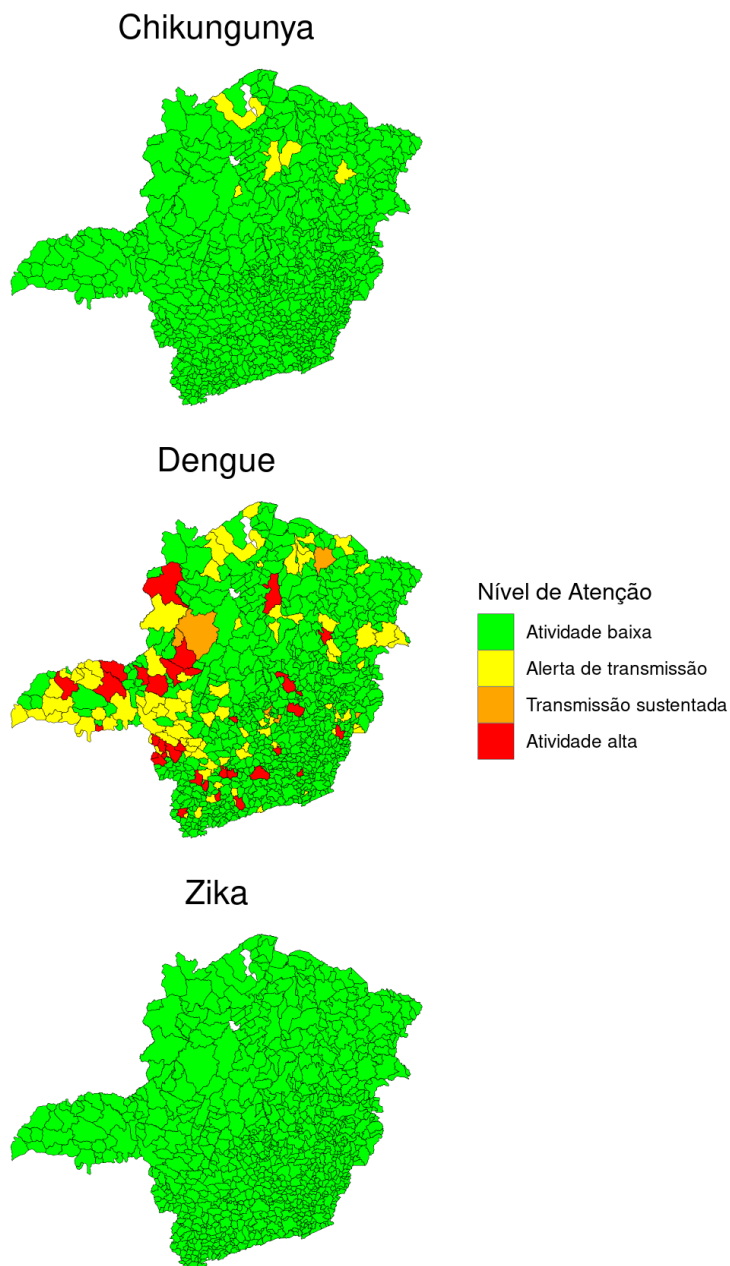 Chikungunya
Dengue
Nível de Atenção
Atividade baixa
Alerta de transmissão
Transmissão sustentada
Atividade alta
Zika